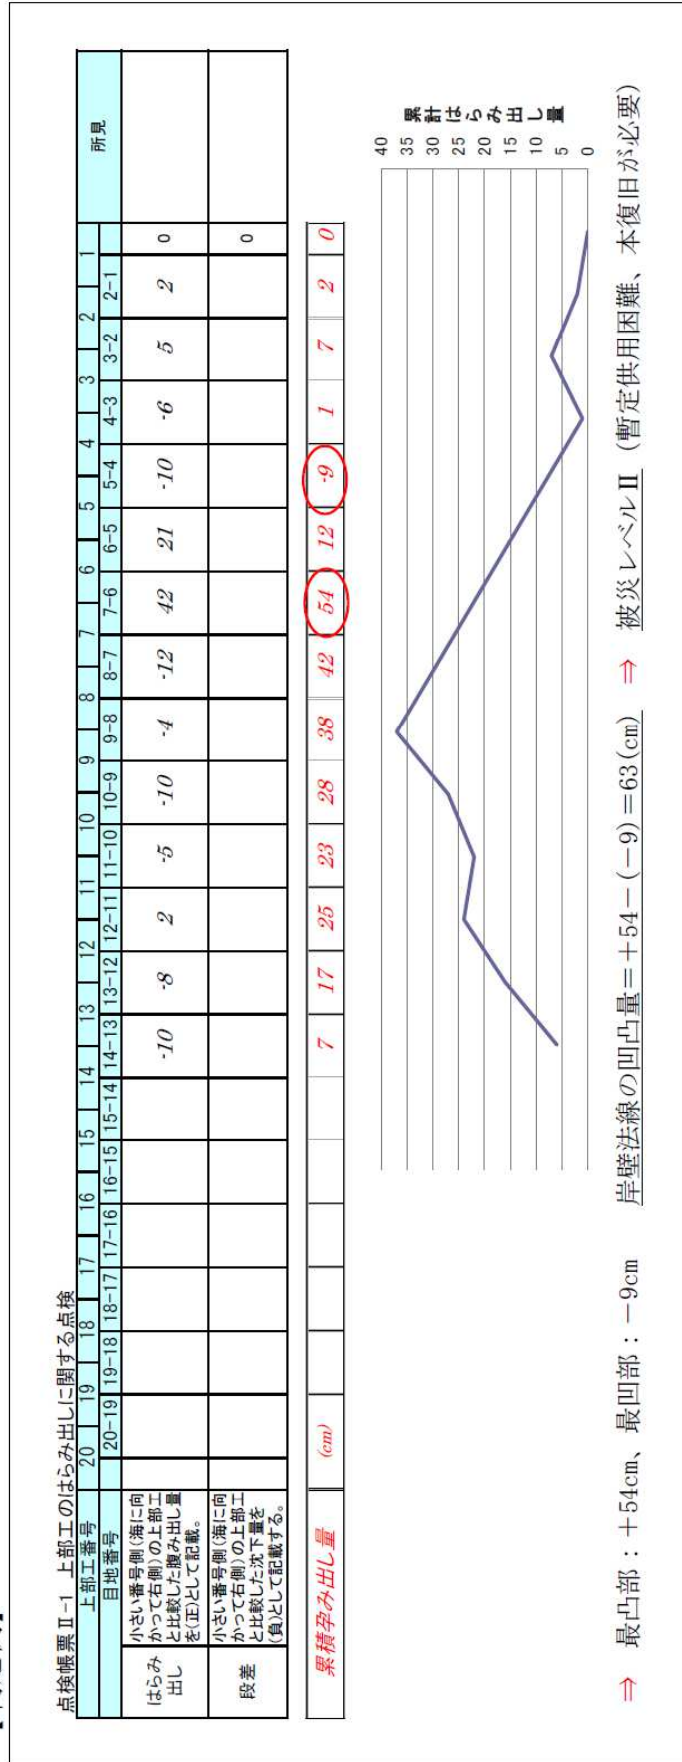 点検帳票Ⅱ-1 上部工のはらみ出しに関する点検
上部工番号 20 19 18 17 16 15 14 13 12 11 10 9 8 7 6 5 4 3 2 1 所見
目地番号 20-19 19-18 18-17 17-16 16-15 15-14 14-13 13-12 12-11 11-10 10-9 9-8 8-7 7-6 6-5 5-4 4-3 3-2 2-1
はらみ出し 小さい番号側(海に向かって右側)の上部工と比較した腹み出し量を(正)として記載。 -10 -8 2 -5 -10 -4 -12 42 21 -10 -6 5 2 0
段差 小さい番号側(海に向かって右側)の上部工と比較した沈下量を(負)として記載する。 0
累積孕み出し量 (cm) 7 17 25 23 28 38 42 54 12 -9 1 7 2 0
累計はらみ出し量
40
35
30
25
20
15
10
5
0
⇒ 最凸部：+54cm、最凹部：-9cm 岸壁法線の凹凸量=+54-(-9)=63(cm) ⇒ 被災レベルⅡ (暫定供用困難、本復旧が必要)